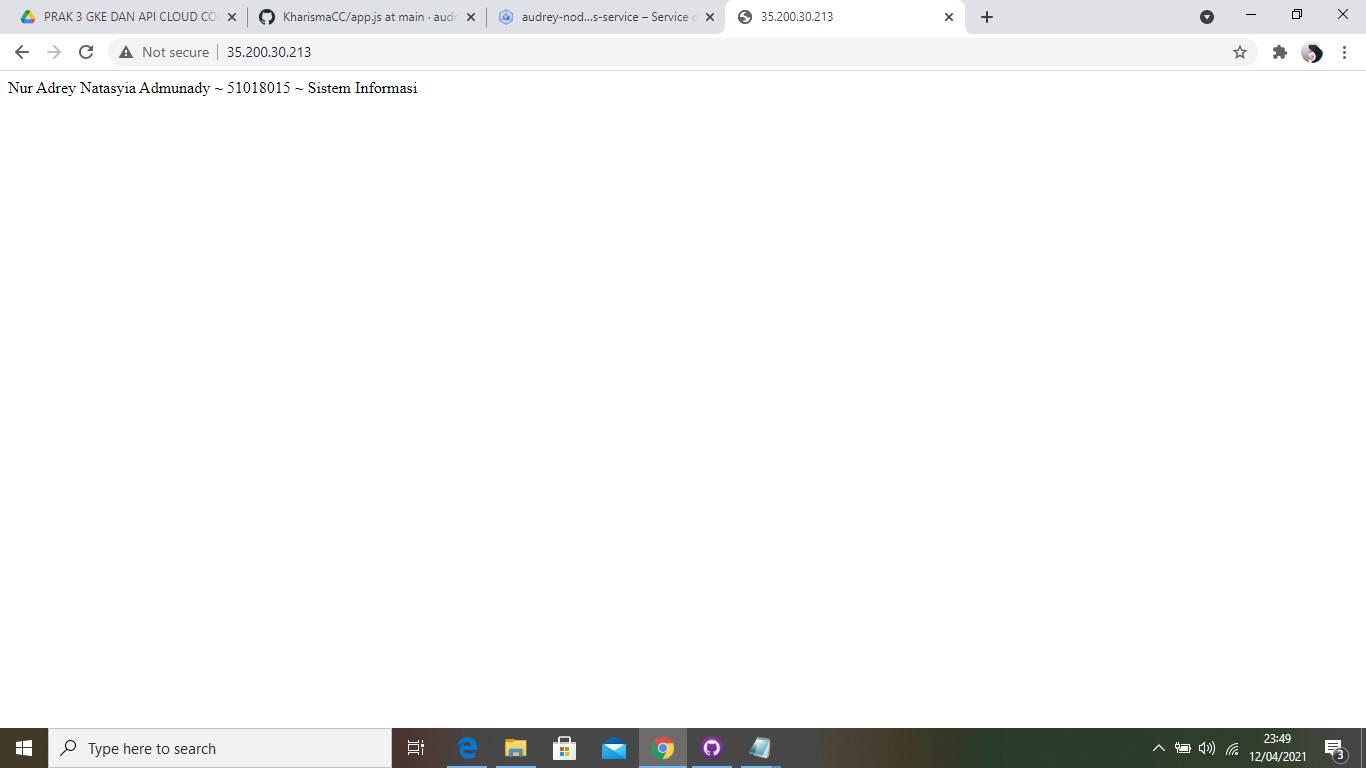 PRAK 3 GKE DAN API CLOUD CO
KharismaCC/app.js at main · aud
audrey-nod...s-service – Service
35.200.30.213
Not secure
35.200.30.213
Nur Adrey Natasyia Admunady ~ 51018015 ~ Sistem Informasi
Type here to search
23:49
12/04/2021
3